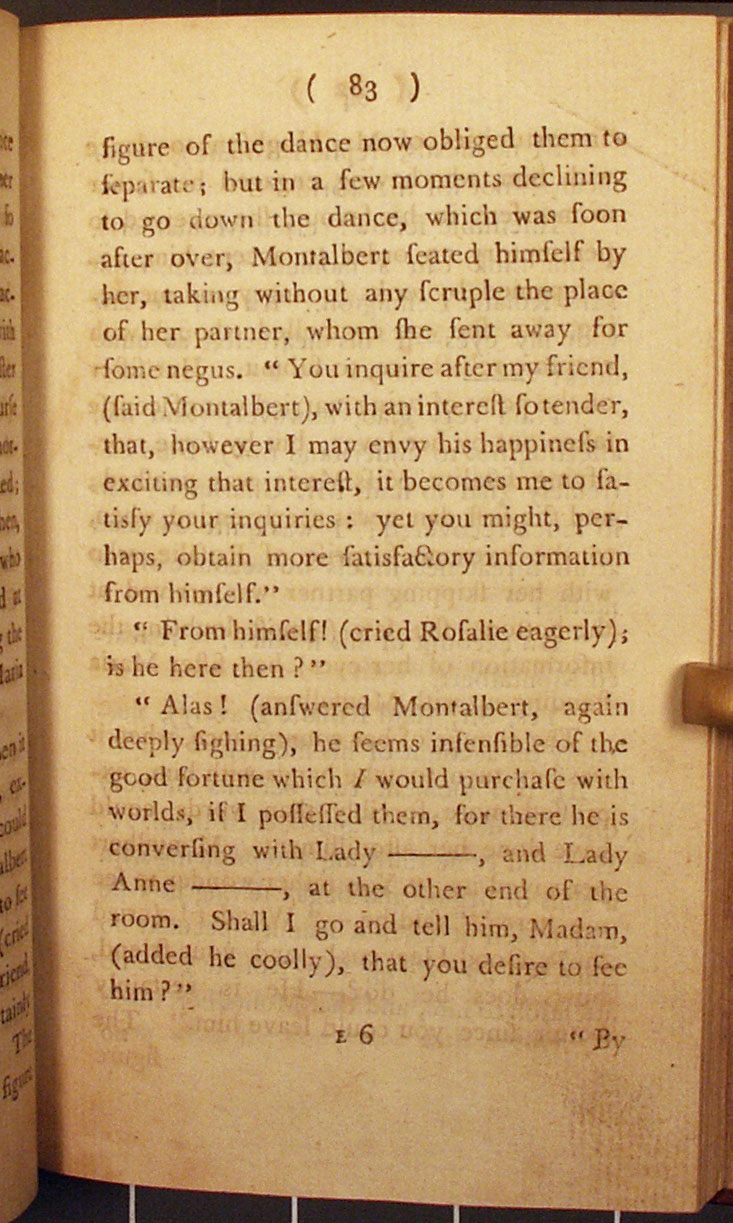 ( 83 )
figure of the dance now obliged them to
ſeparate; but in a few moments declining
to go down the dance, which was ſoon
after over, Montalbert ſeated himſelf by
her, taking without any ſcruple the place
of her partner, whom ſhe ſent away for
ſome negus. “ You inquire after my friend,
(ſaid Montalbert), with an intereſt ſo tender,
that, however I may envy his happineſs in
exciting that intereſt, it becomes me to ſa-
tisfy your inquiries : yet you might, per-
haps, obtain more ſatisfactory information
from himſelf.”
“ From himſelf! (cried Roſalie eagerly);
is he here then ?”
“ Alas ! (anſwered Montalbert, again
deeply ſighing), he ſeems inſenſible of the
good fortune which I would purchaſe with
worlds, if I poſſeſſed them, for there he is
converſing with Lady ———, and Lady
Anne ———, at the other end of the
room. Shall I go and tell him, Madam,
(added he coolly), that you deſire to ſee
him ?”
E 6 “ By